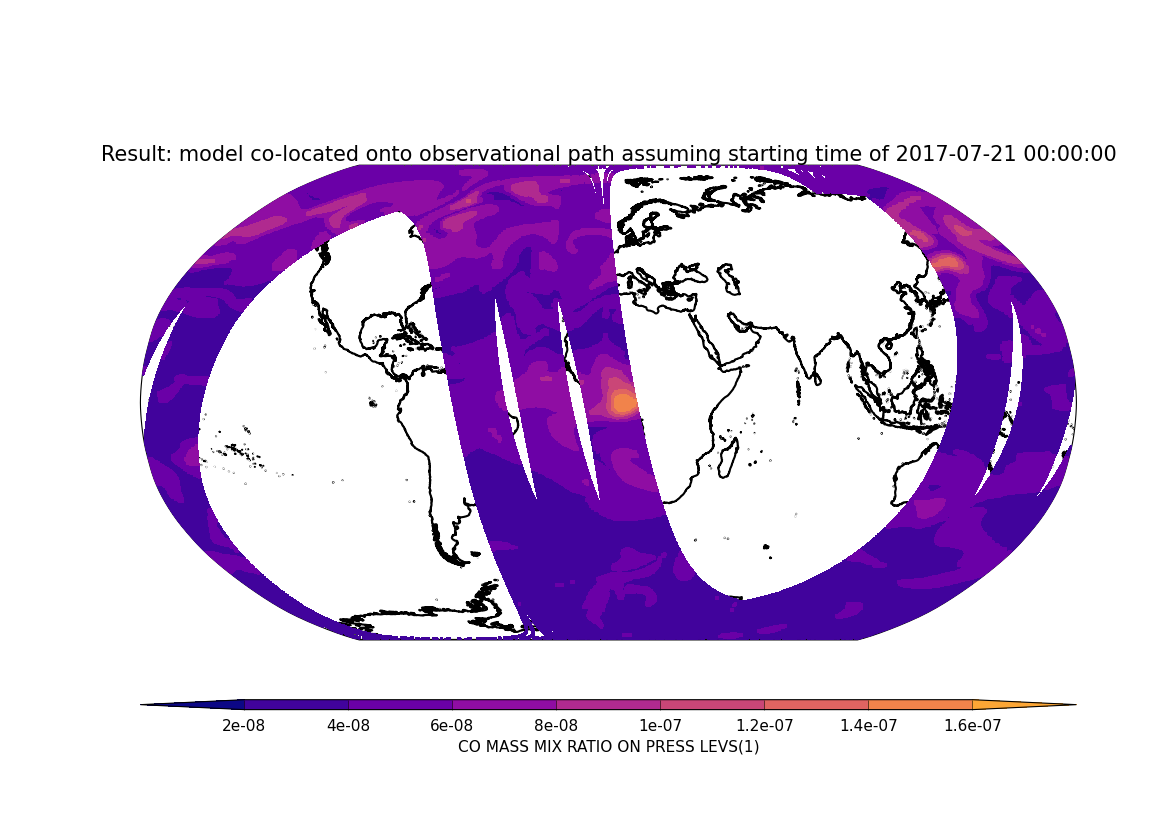 Result: model co-located onto observational path assuming starting time of 2017-07-21 00:00:00
2e-08 4e-08 6e-08 8e-08 1e-07 1.2e-07 1.4e-07 1.6e-07
CO MASS MIX RATIO ON PRESS LEVS(1)